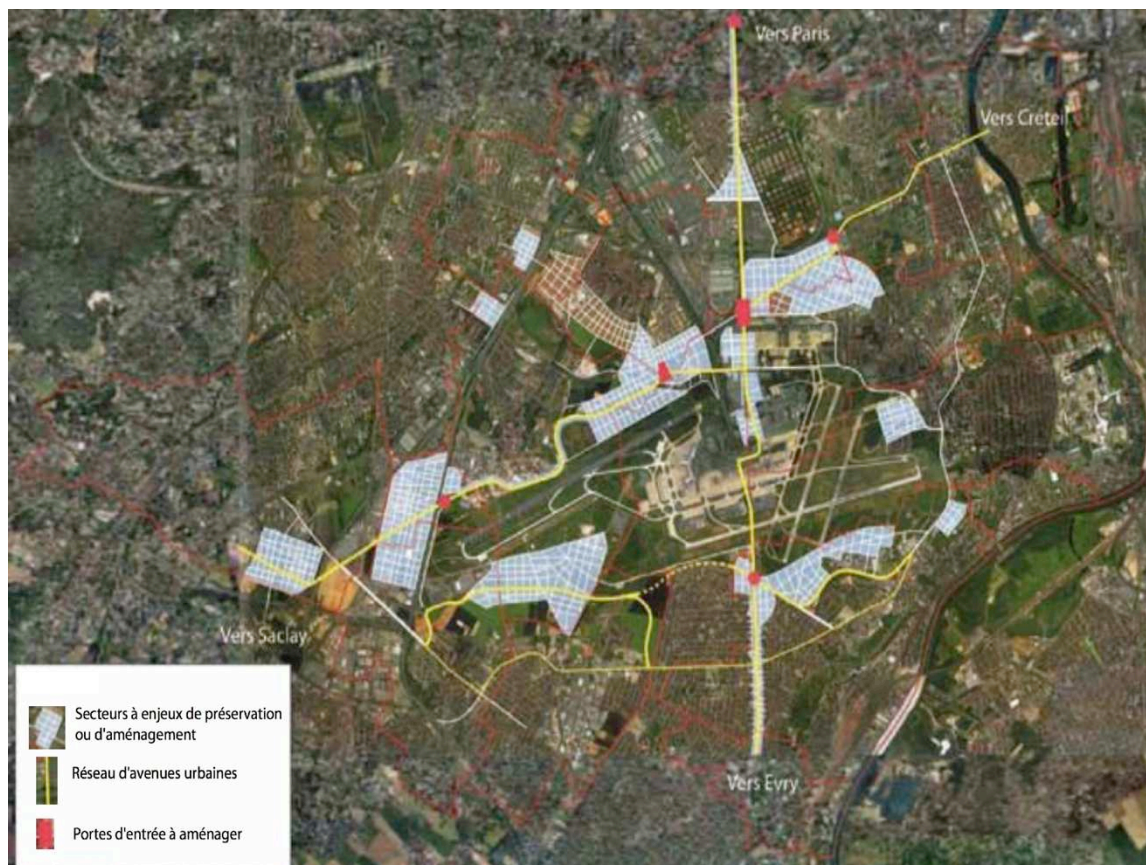 Vers Paris
Vers Créteil
Vers Saclay
Vers Evry
Secteurs à enjeux de préservation
ou d'aménagement
Réseau d'avenues urbaines
Portes d'entrée à aménager